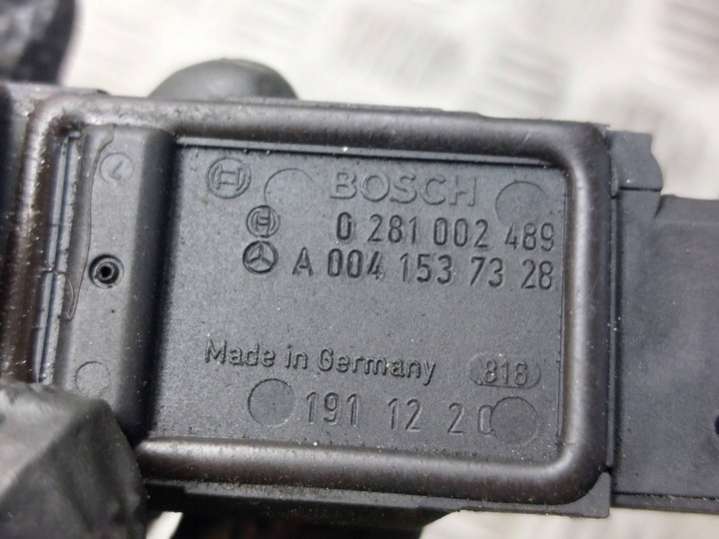 BOSCH
0 281 002 489
A 004 153 73 28
Made in Germany 818
191 12 20